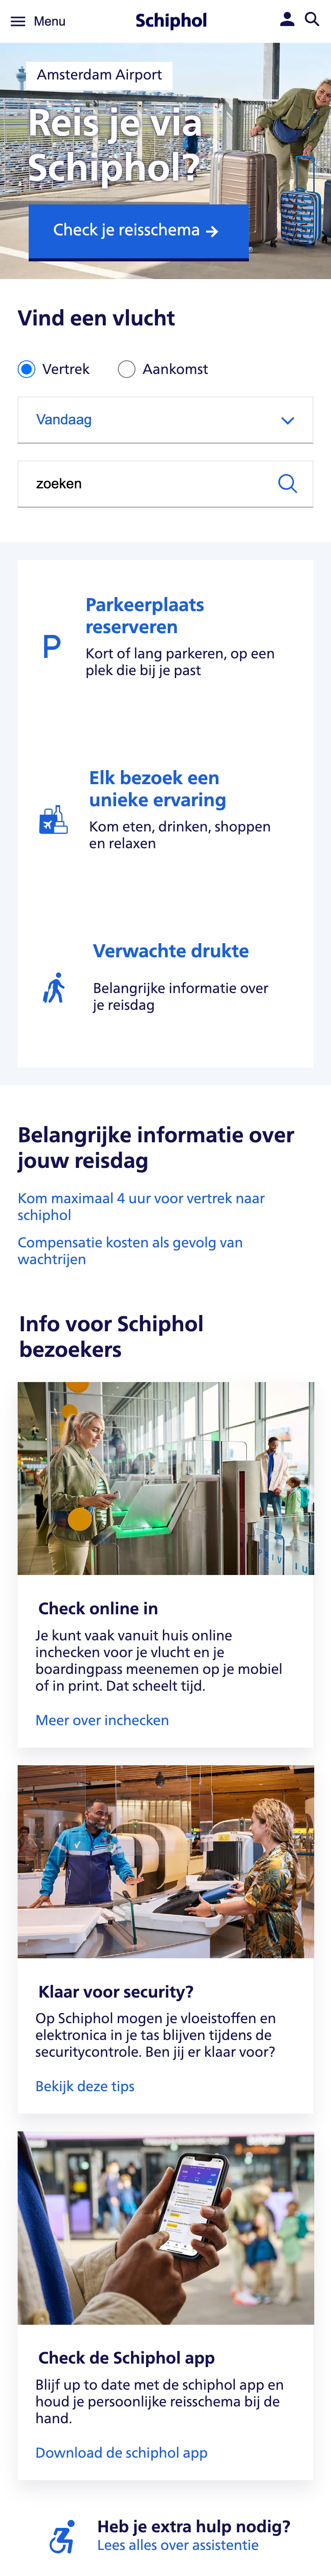 Menu
Schiphol
Amsterdam Airport
Reis je via
Schiphol?
Check je reisschema →
Vind een vlucht
Vertrek
Aankomst
Vandaag
zoeken
P
Parkeerplaats
reserveren
Kort of lang parkeren, op een
plek die bij je past
Elk bezoek een
unieke ervaring
Kom eten, drinken, shoppen
en relaxen
Verwachte drukte
Belangrijke informatie over
je reisdag
Belangrijke informatie over
jouw reisdag
Kom maximaal 4 uur voor vertrek naar
schiphol
Compensatie kosten als gevolg van
wachtrijen
Info voor Schiphol
bezoekers
Check online in
Je kunt vaak vanuit huis online
inchecken voor je vlucht en je
boardingpass meenemen op je mobiel
of in print. Dat scheelt tijd.
Meer over inchecken
Klaar voor security?
Op Schiphol mogen je vloeistoffen en
elektronica in je tas blijven tijdens de
securitycontrole. Ben jij er klaar voor?
Bekijk deze tips
Check de Schiphol app
Blijf up to date met de schiphol app en
houd je persoonlijke reisschema bij de
hand.
Download de schiphol app
Heb je extra hulp nodig?
Lees alles over assistentie